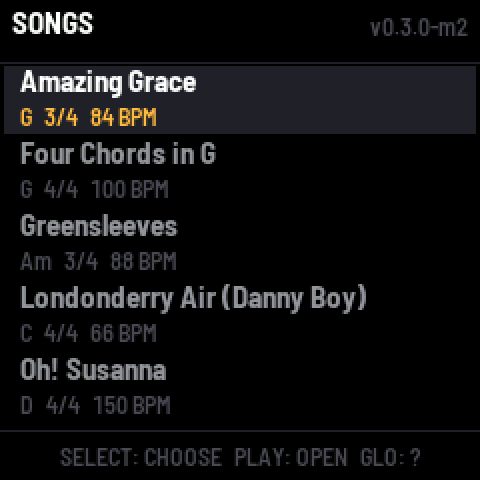 SONGS v0.3.0-m2
Amazing Grace
G 3/4 84 BPM
Four Chords in G
G 4/4 100 BPM
Greensleeves
Am 3/4 88 BPM
Londonderry Air (Danny Boy)
C 4/4 66 BPM
Oh! Susanna
D 4/4 150 BPM
SELECT: CHOOSE PLAY: OPEN GLO: ?